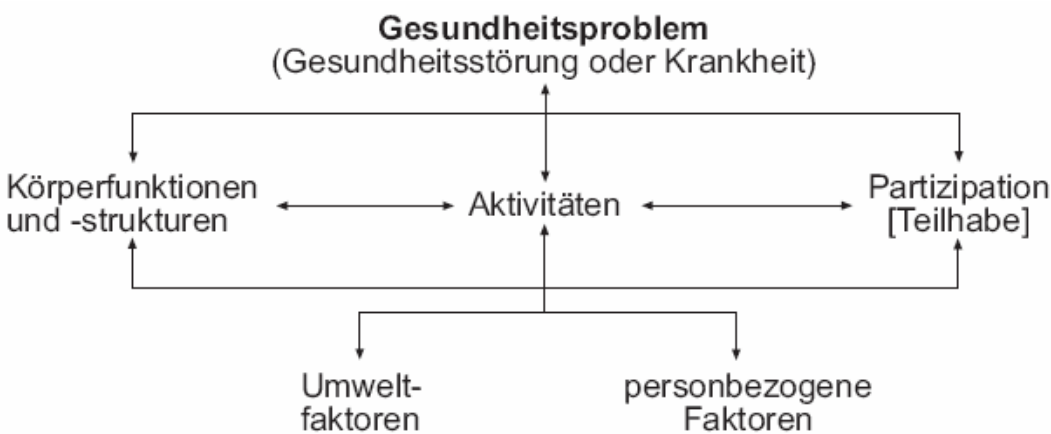 Gesundheitsproblem
(Gesundheitsstörung oder Krankheit)
Körperfunktionen
und -strukturen
Aktivitäten
Partizipation
[Teilhabe]
Umwelt-
faktoren
personbezogene
Faktoren